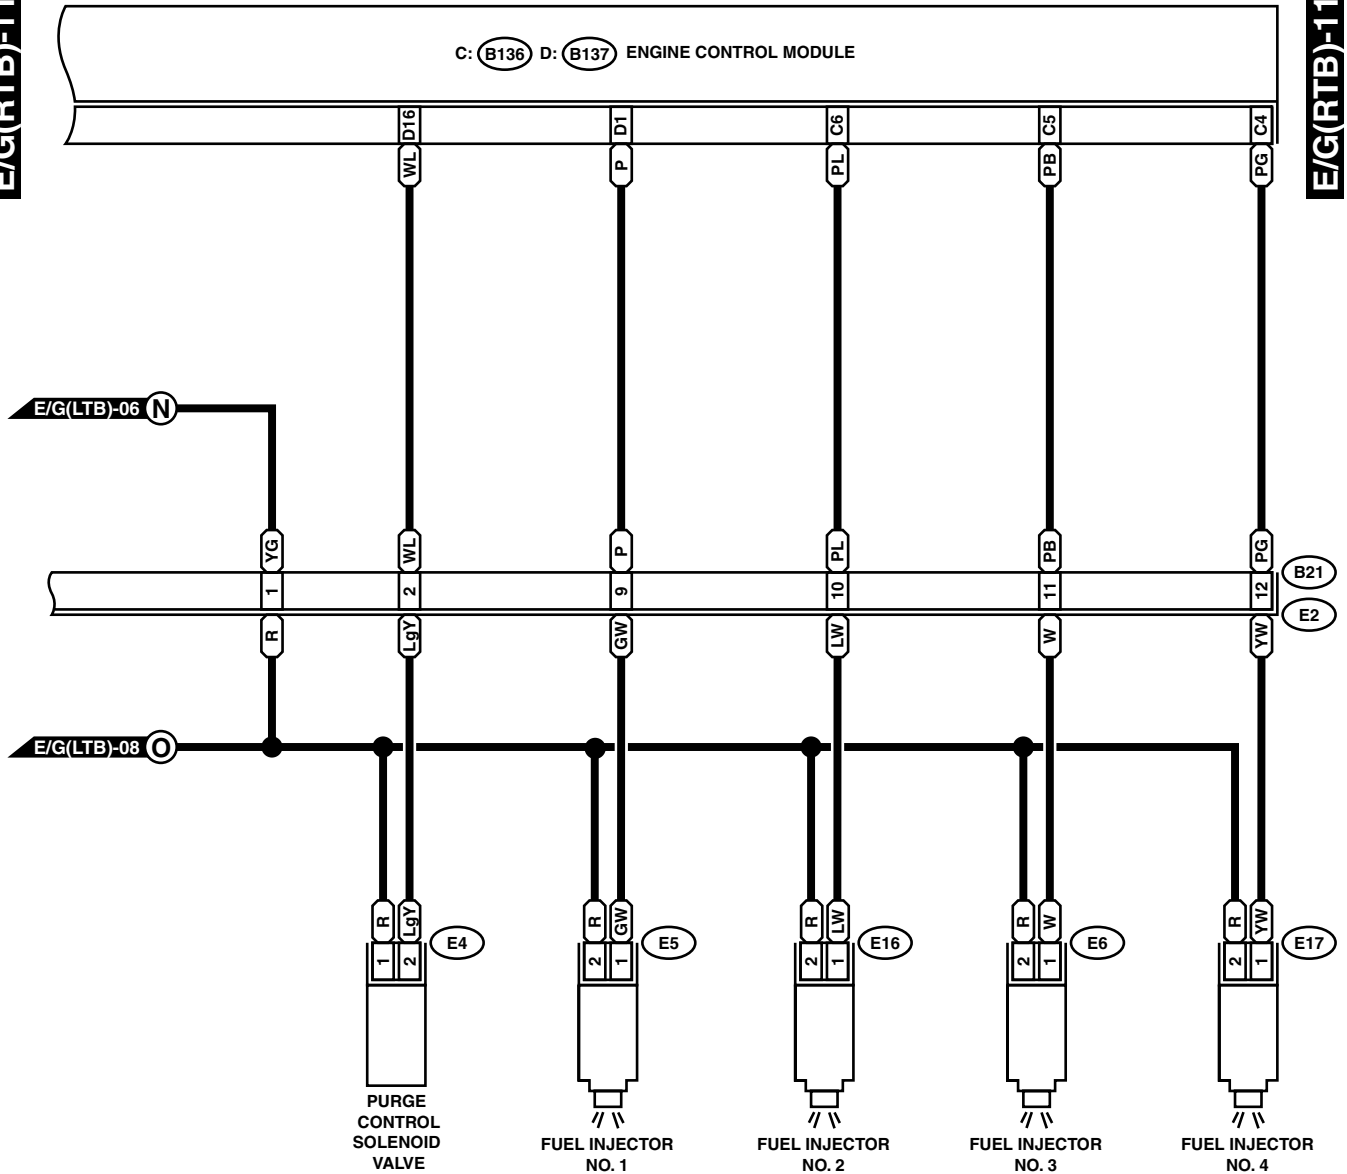 E/G(RTB)-11
E/G(RTB)-11
C: B136 D: B137 ENGINE CONTROL MODULE
D16 D1 C6 C5 C4
WL P PL PB PG
E/G(LTB)-06 N
YG WL P PL PB PG
B21
1 2 9 10 11 12
E2
R LgY GW LW W YW
E/G(LTB)-08 O
R LgY R GW R LW R W R YW
E4 E5 E16 E6 E17
1 2 2 1 2 1 2 1 2 1
PURGE
CONTROL
SOLENOID
VALVE
FUEL INJECTOR
NO. 1
FUEL INJECTOR
NO. 2
FUEL INJECTOR
NO. 3
FUEL INJECTOR
NO. 4